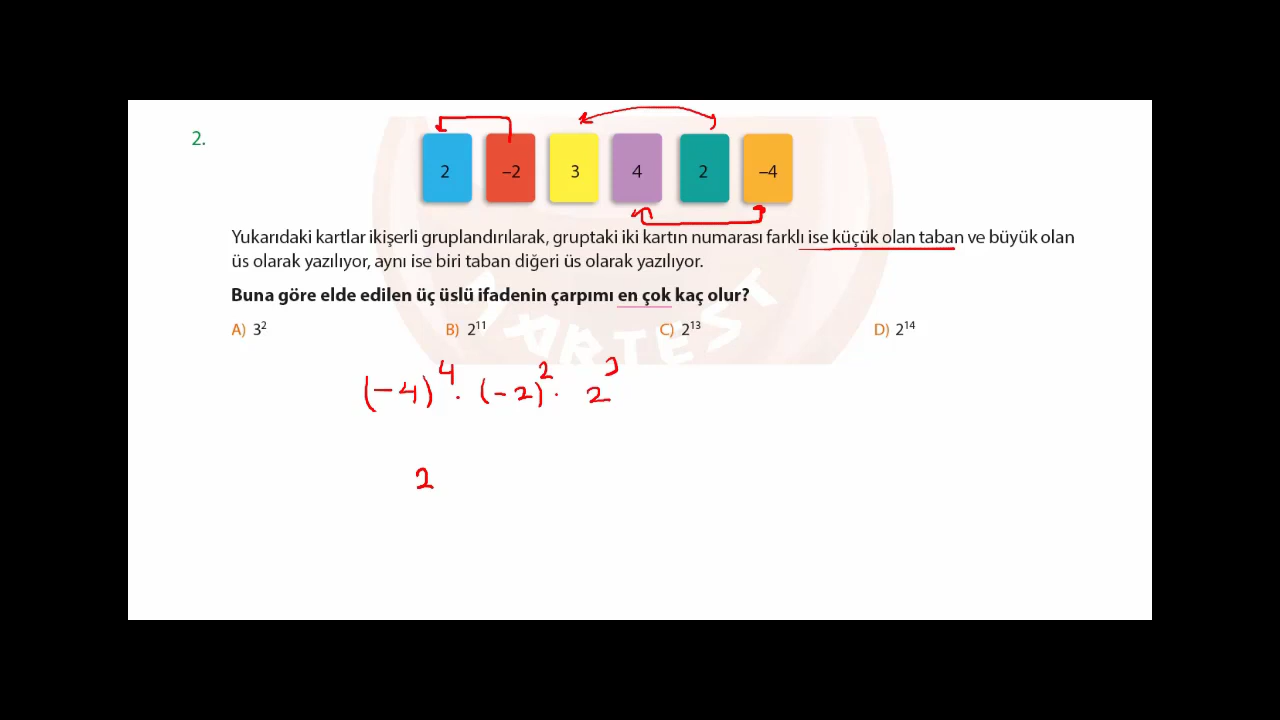 2.
2 –2 3 4 2 –4
Yukarıdaki kartlar ikişerli gruplandırılarak, gruptaki iki kartın numarası farklı ise küçük olan taban ve büyük olan
üs olarak yazılıyor, aynı ise biri taban diğeri üs olarak yazılıyor.
Buna göre elde edilen üç üslü ifadenin çarpımı en çok kaç olur?
A) 3² B) 2¹¹ C) 2¹³ D) 2¹⁴
MARTEST
(-4)⁴ . (-2)² . 2³
2